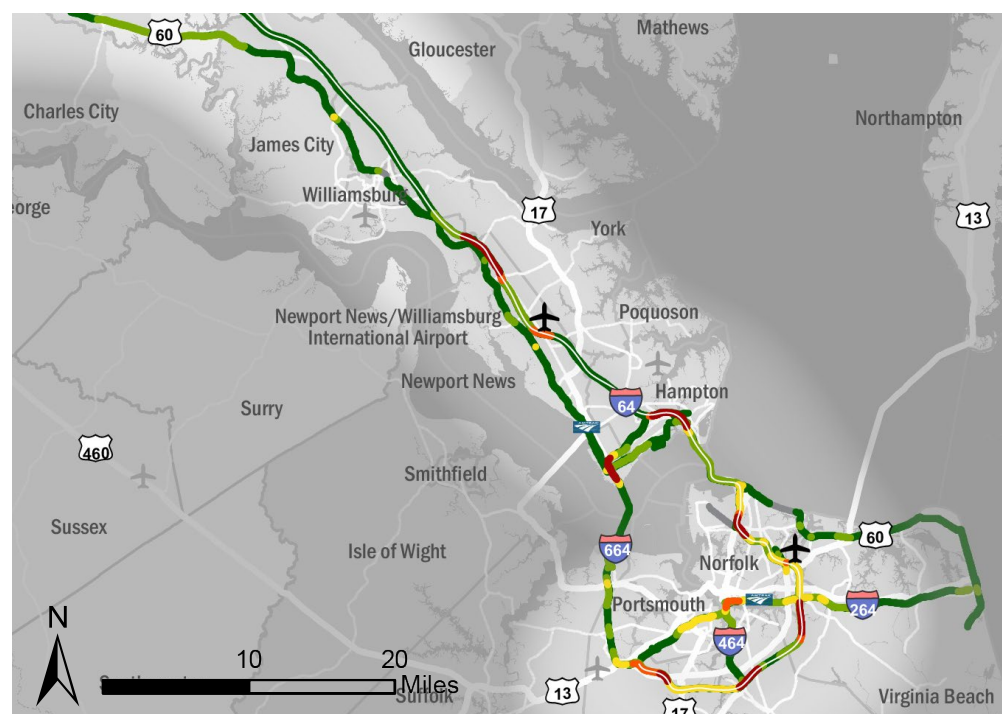 Mathews
60
Gloucester
Charles City
Northampton
James City
Williamsburg
eorge
17
13
York
Newport News/Williamsburg
International Airport
Poquoson
Newport News
Hampton
64
Surry
460
Smithfield
Sussex
60
Isle of Wight
664
Norfolk
Portsmouth
264
N
464
10
20
Miles
13
Suffolk
17
Virginia Beach